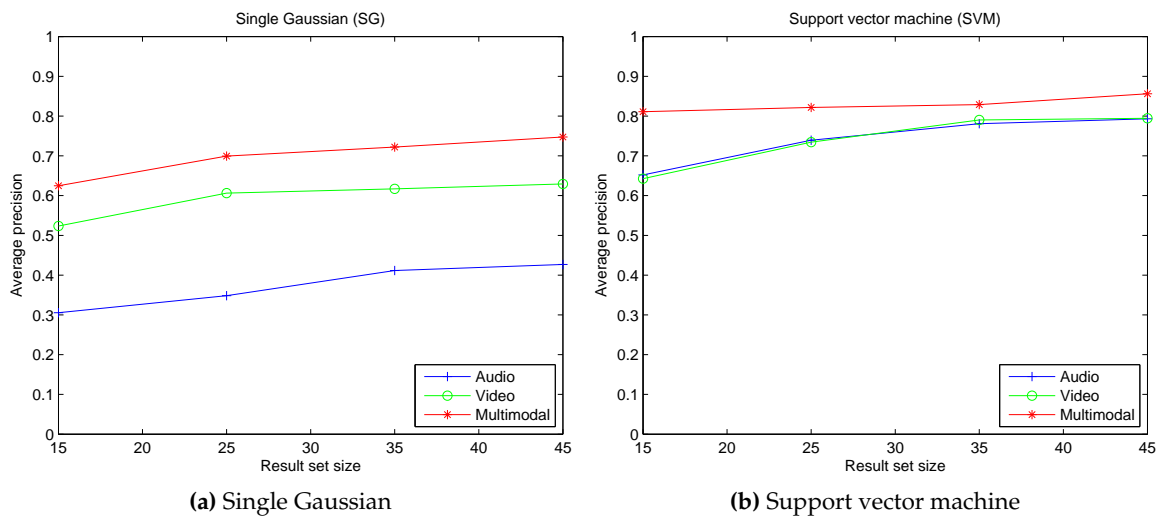 Single Gaussian (SG)
1
0.9
0.8
0.7
0.6
0.5
0.4
0.3
0.2
0.1
0
Average precision
15 20 25 30 35 40 45
Result set size
Audio
Video
Multimodal
(a) Single Gaussian
Support vector machine (SVM)
1
0.9
0.8
0.7
0.6
0.5
0.4
0.3
0.2
0.1
0
Average precision
15 20 25 30 35 40 45
Result set size
Audio
Video
Multimodal
(b) Support vector machine